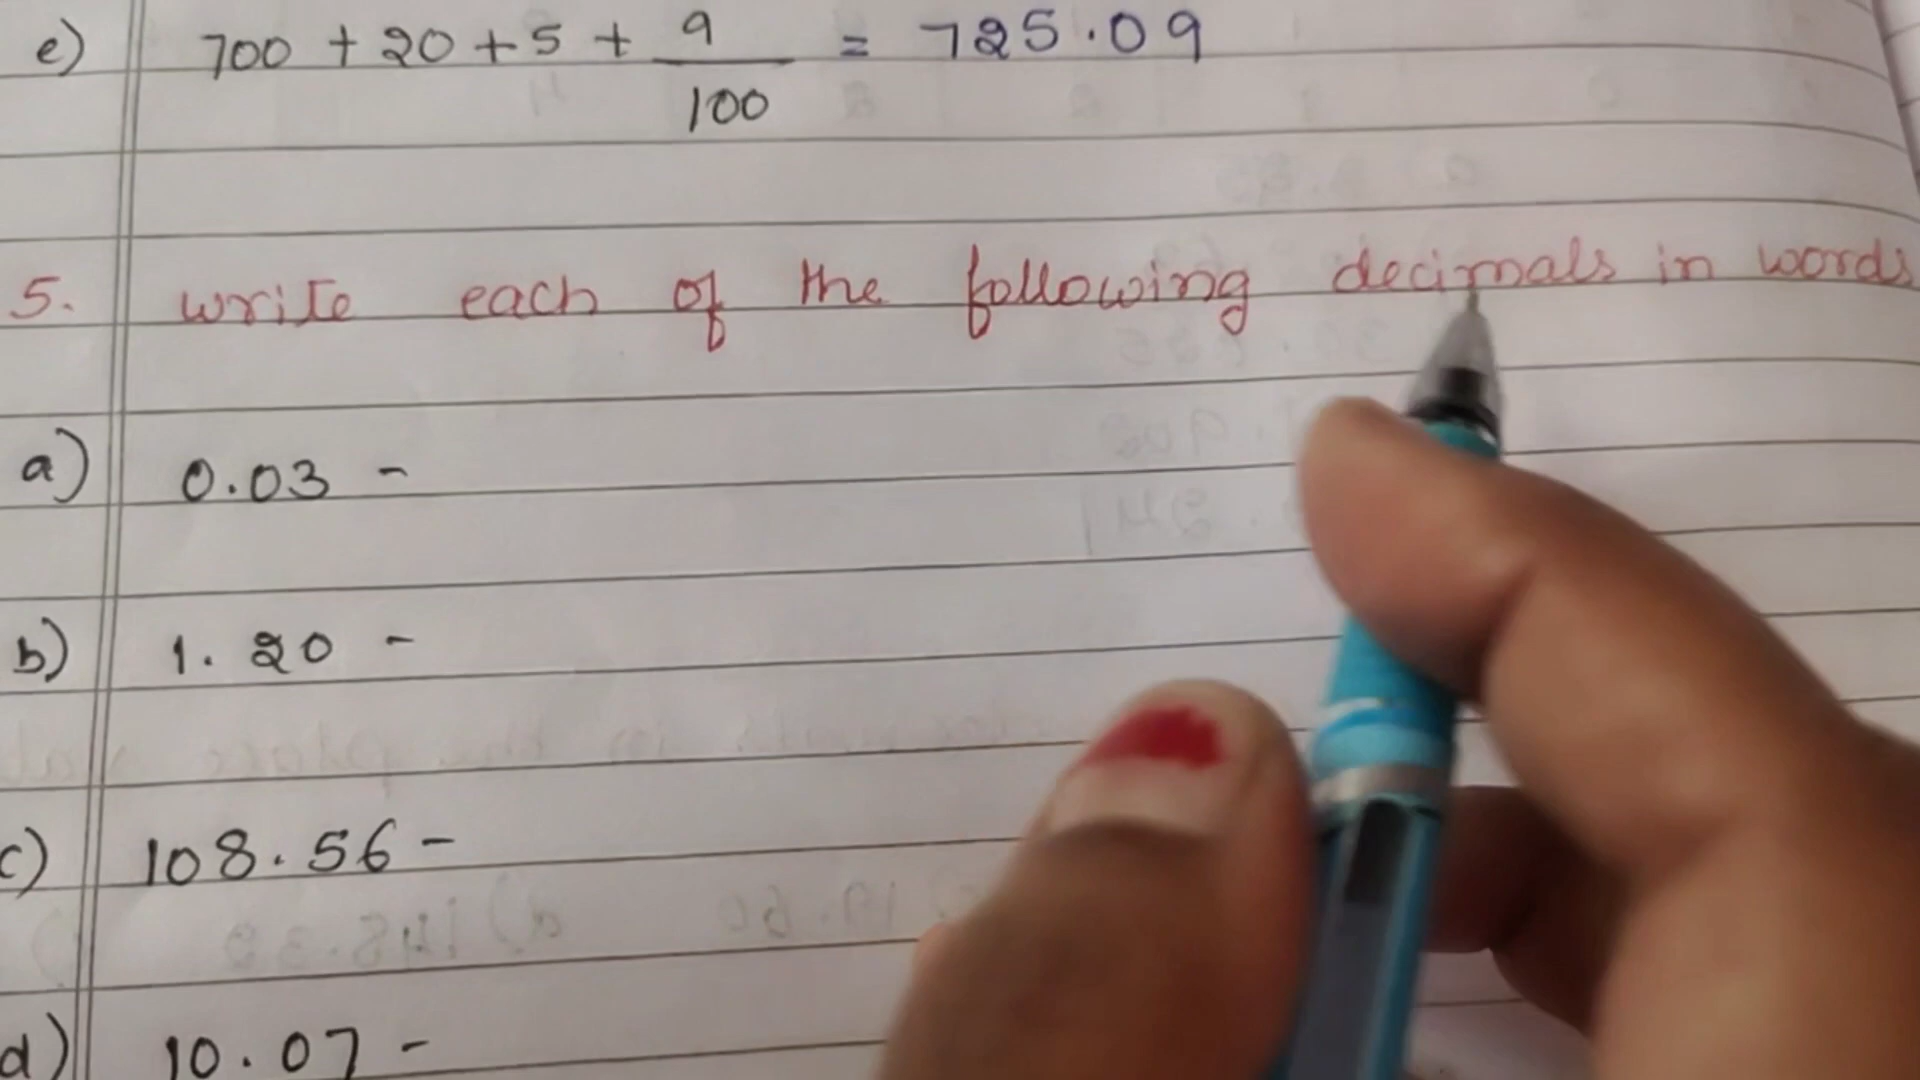 e) 700 + 20 + 5 + 9/100 = 725.09
5. write each of the following decimals in words
a) 0.03 -
b) 1.20 -
c) 108.56 -
d) 10.07 -